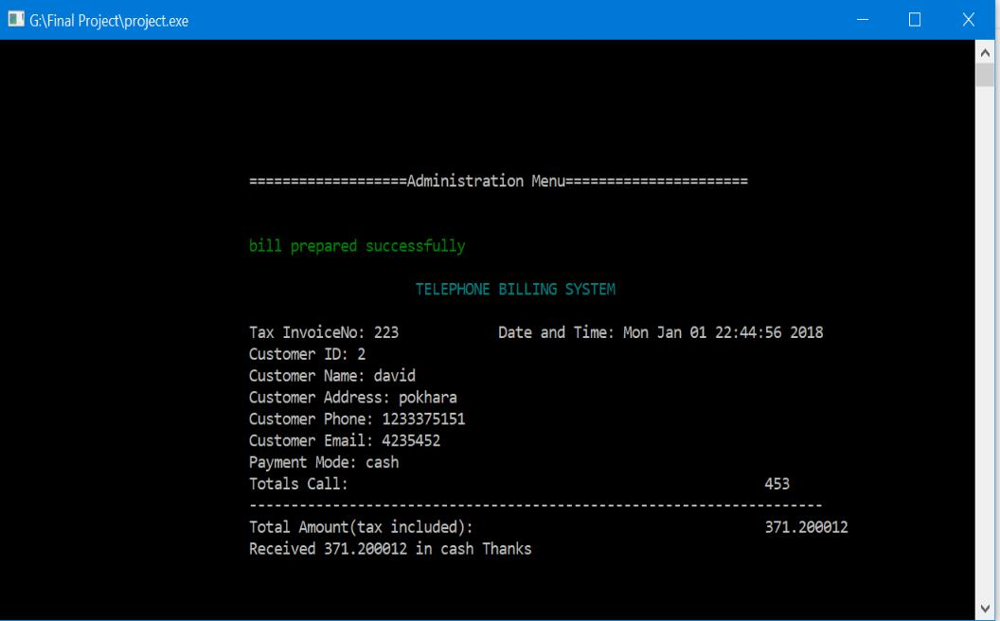 G:\Final Project\project.exe
===================Administration Menu======================
bill prepared successfully
TELEPHONE BILLING SYSTEM
Tax InvoiceNo: 223            Date and Time: Mon Jan 01 22:44:56 2018
Customer ID: 2
Customer Name: david
Customer Address: pokhara
Customer Phone: 1233375151
Customer Email: 4235452
Payment Mode: cash
Totals Call:                                                  453
---------------------------------------------------------------------
Total Amount(tax included):                                   371.200012
Received 371.200012 in cash Thanks